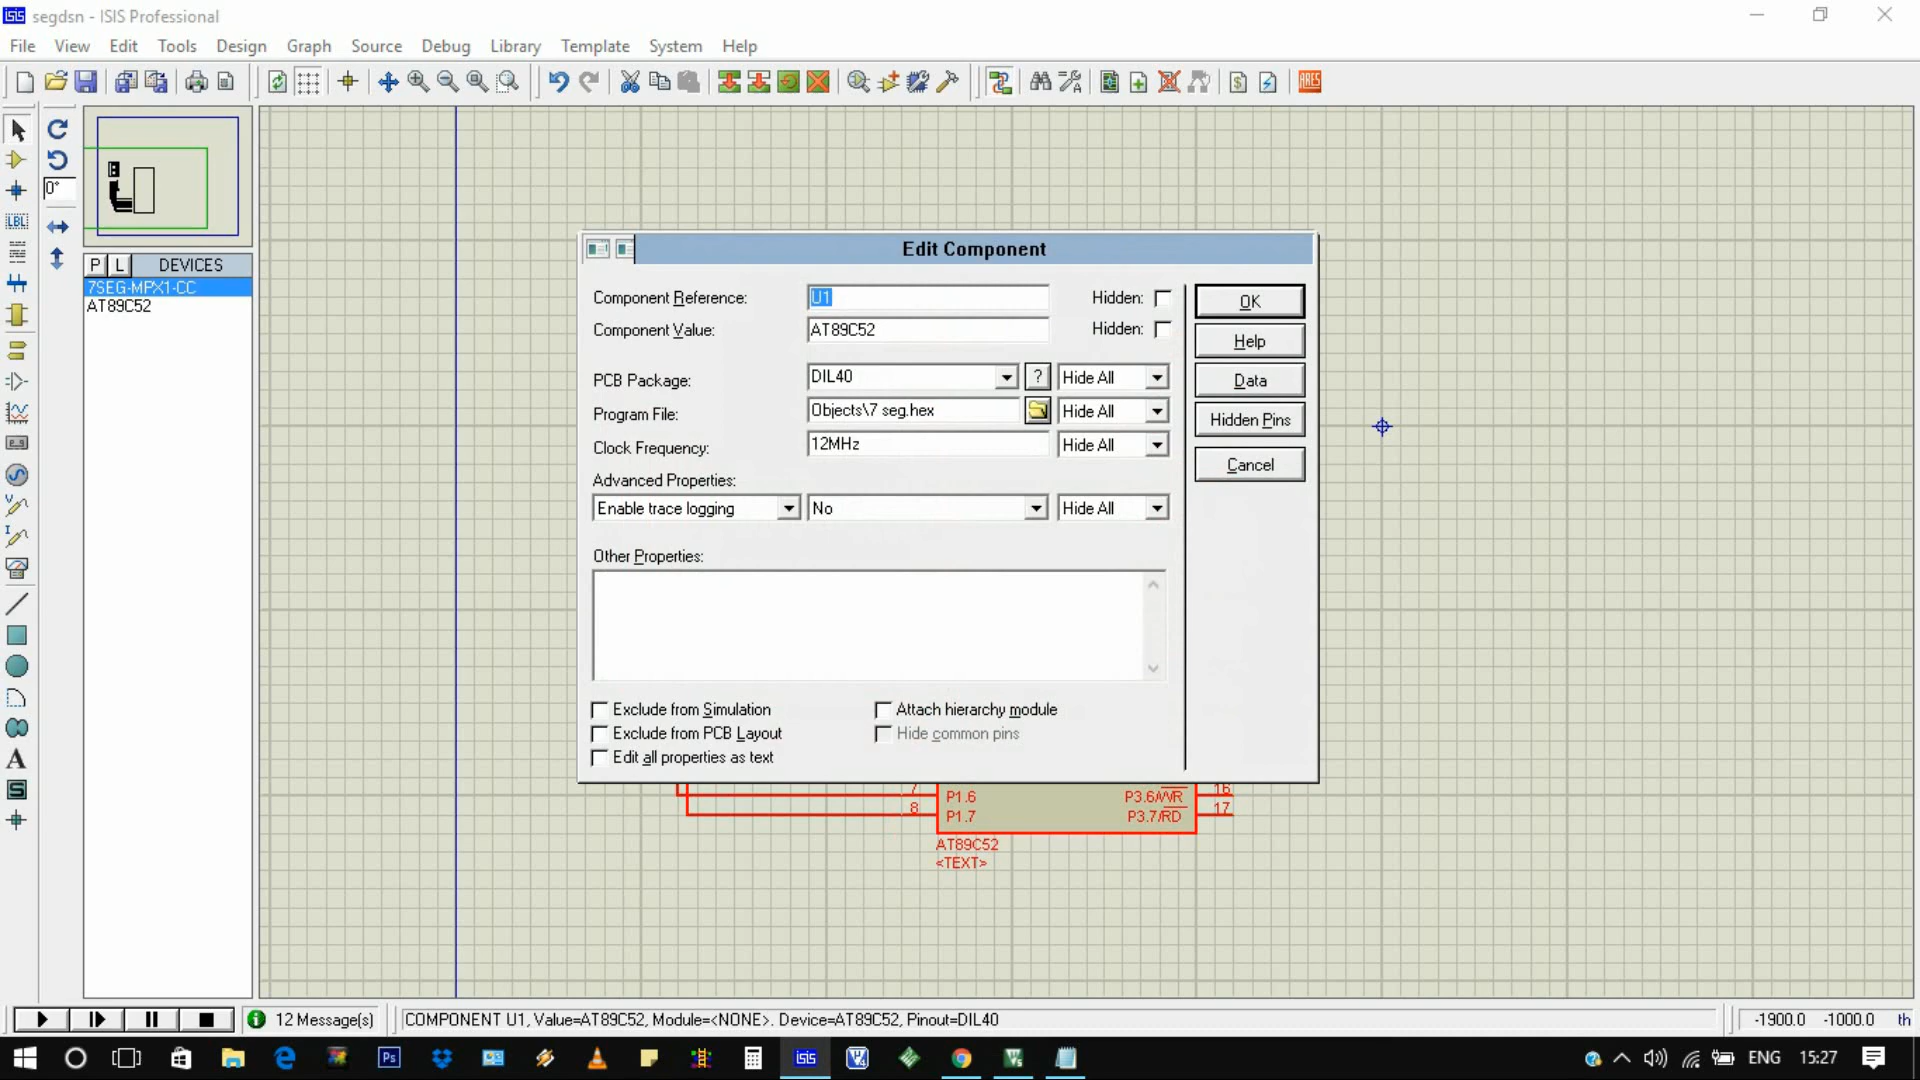 segdsn - ISIS Professional
File View Edit Tools Design Graph Source Debug Template Library Template System Help
0°
LBL
ARES
P L DEVICES
7SEG-MPX1-CC
AT89C52
Edit Component
Component Reference: U1 Hidden:
Component Value: AT89C52 Hidden:
PCB Package: DIL40 ? Hide All
Program File: Objects\7 seg.hex Hide All
Clock Frequency: 12MHz Hide All
Advanced Properties:
Enable trace logging No Hide All
Other Properties:
Exclude from Simulation Attach hierarchy module
Exclude from PCB Layout Hide common pins
Edit all properties as text
OK
Help
Data
Hidden Pins
Cancel
7 P1.6 P3.6/WR 16
8 P1.7 P3.7/RD 17
AT89C52
<TEXT>
12 Message(s) COMPONENT U1, Value=AT89C52, Module=<NONE>. Device=AT89C52, Pinout=DIL40 -1900.0 -1000.0 th
Ps isis ENG 15:27